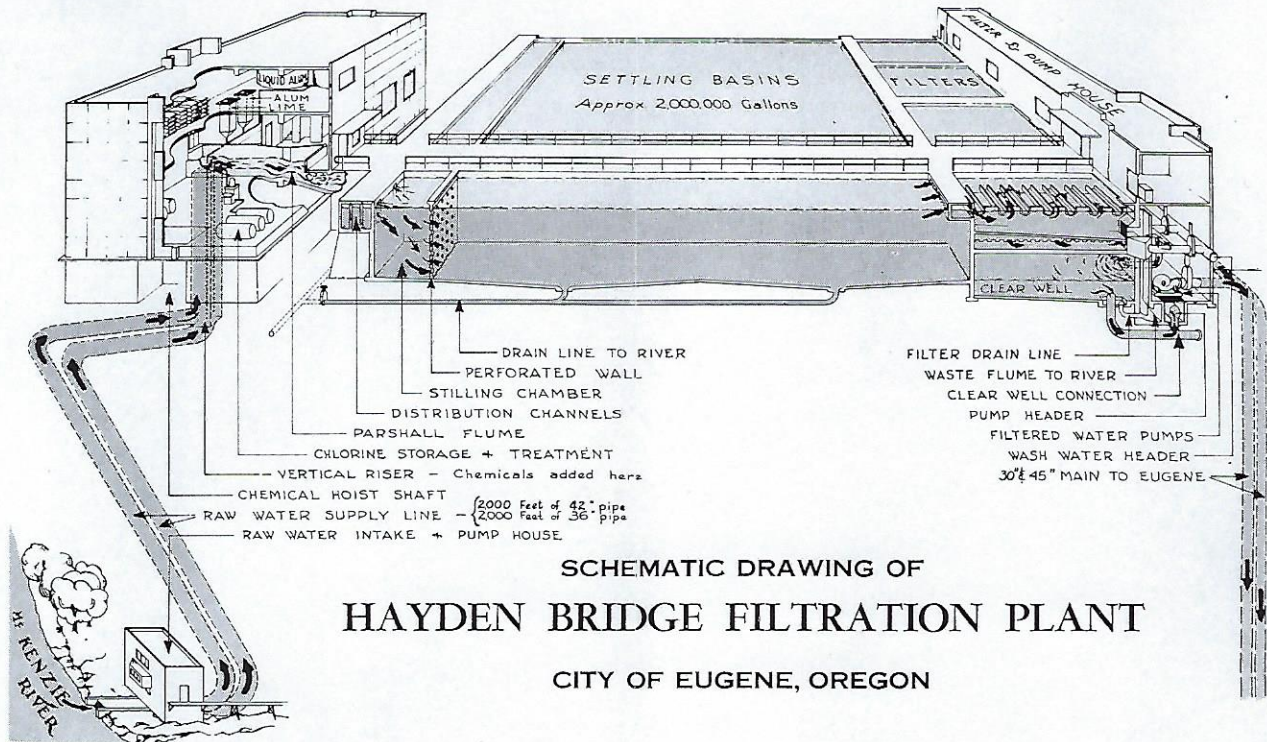 LIQUID ALUM
ALUM
LIME
SETTLING BASINS
Approx 2,000,000 Gallons
FILTERS
FILTER & PUMP HOUSE
CLEAR WELL
DRAIN LINE TO RIVER
PERFORATED WALL
STILLING CHAMBER
DISTRIBUTION CHANNELS
PARSHALL FLUME
CHLORINE STORAGE + TREATMENT
VERTICAL RISER - Chemicals added here
CHEMICAL HOIST SHAFT
RAW WATER SUPPLY LINE - {2,000 Feet of 42" pipe
2,000 Feet of 36" pipe
RAW WATER INTAKE + PUMP HOUSE
FILTER DRAIN LINE
WASTE FLUME TO RIVER
CLEAR WELL CONNECTION
PUMP HEADER
FILTERED WATER PUMPS
WASH WATER HEADER
30" & 45" MAIN TO EUGENE
Mc KENZIE
RIVER
SCHEMATIC DRAWING OF
HAYDEN BRIDGE FILTRATION PLANT
CITY OF EUGENE, OREGON